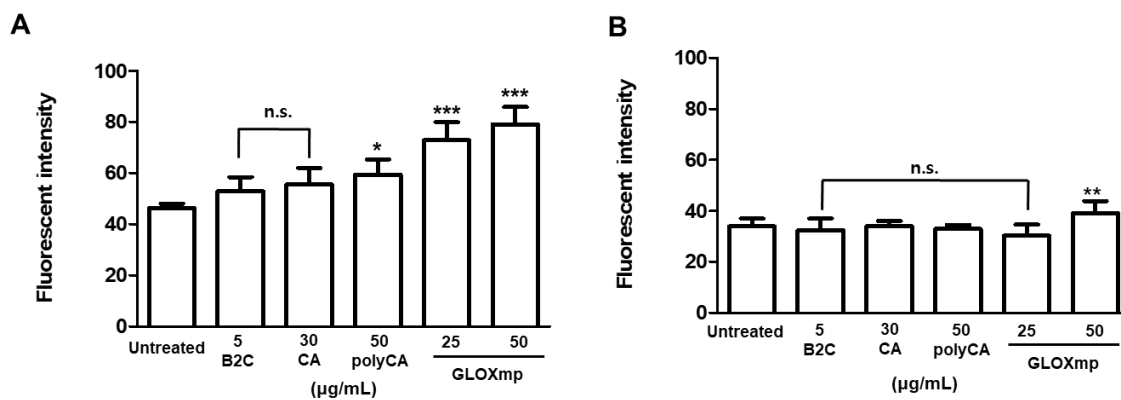 A
Fluorescent intensity
100
80
60
40
20
0
n.s.
*
***
***
Untreated 5 30 50 25 50
B2C CA polyCA GLOXmp
(µg/mL)
B
Fluorescent intensity
100
80
60
40
20
0
n.s.
**
Untreated 5 30 50 25 50
B2C CA polyCA GLOXmp
(µg/mL)